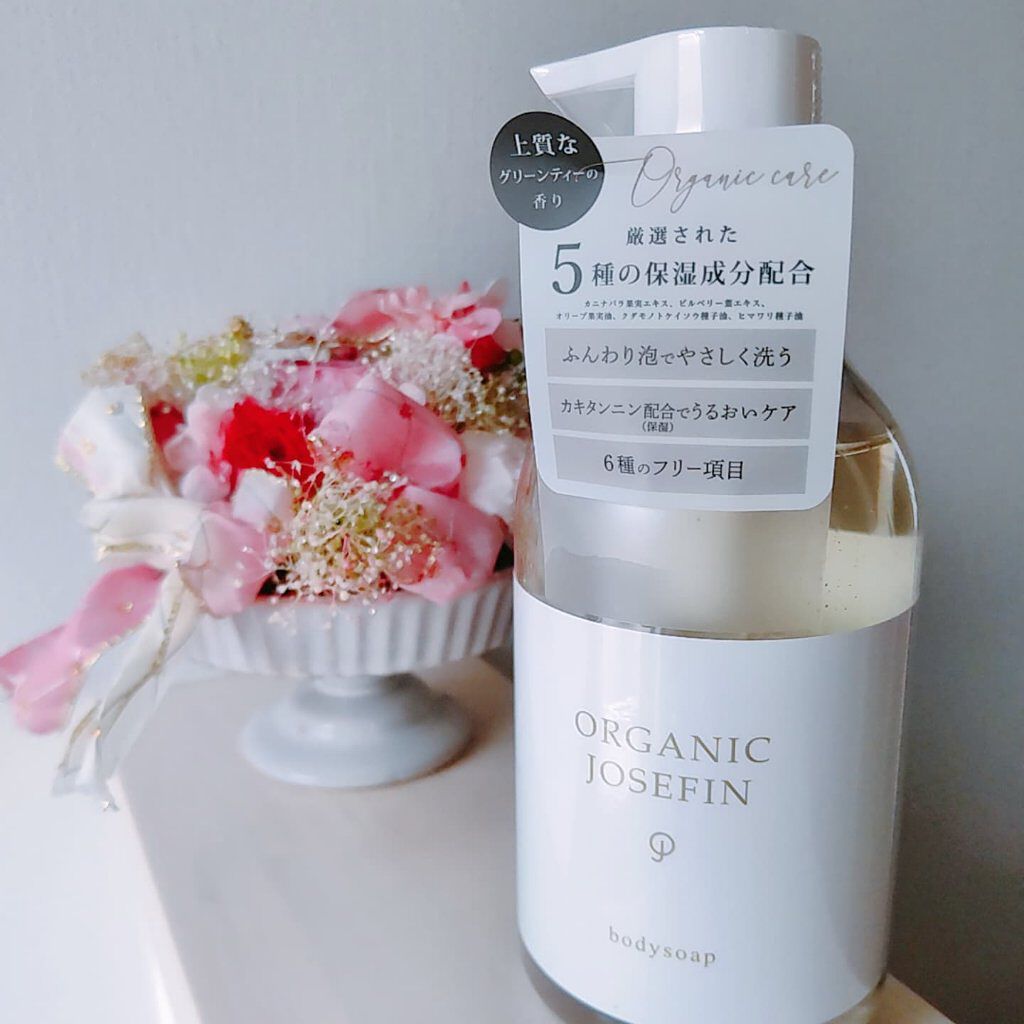 上質な
グリーンティーの
香り
Organic care
厳選された
5種の保湿成分配合
カニナバラ果実エキス、ビルベリー葉エキス、
オリーブ果実油、クダモノトケイソウ種子油、ヒマワリ種子油
ふんわり泡でやさしく洗う
カキタンニン配合でうるおいケア
(保湿)
6種のフリー項目
ORGANIC
JOSEFIN
bodysoap